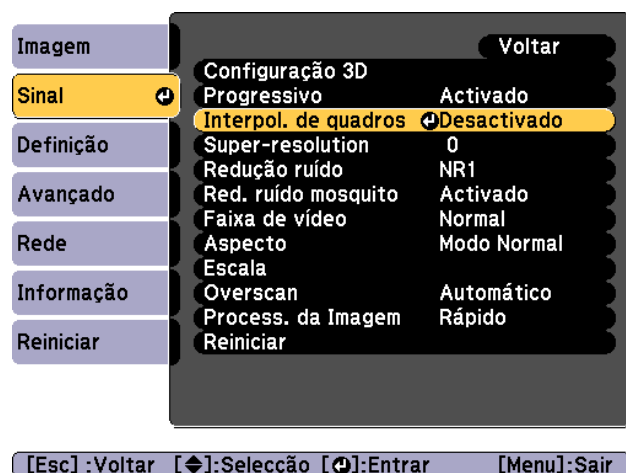 Imagem
Sinal
Definição
Avançado
Rede
Informação
Reiniciar
Voltar
Configuração 3D
Progressivo Activado
Interpol. de quadros Desactivado
Super-resolution 0
Redução ruído NR1
Red. ruído mosquito Activado
Faixa de vídeo Normal
Aspecto Modo Normal
Escala
Overscan Automático
Process. da Imagem Rápido
Reiniciar
[Esc] :Voltar [◆]:Selecção [⏎]:Entrar [Menu]:Sair